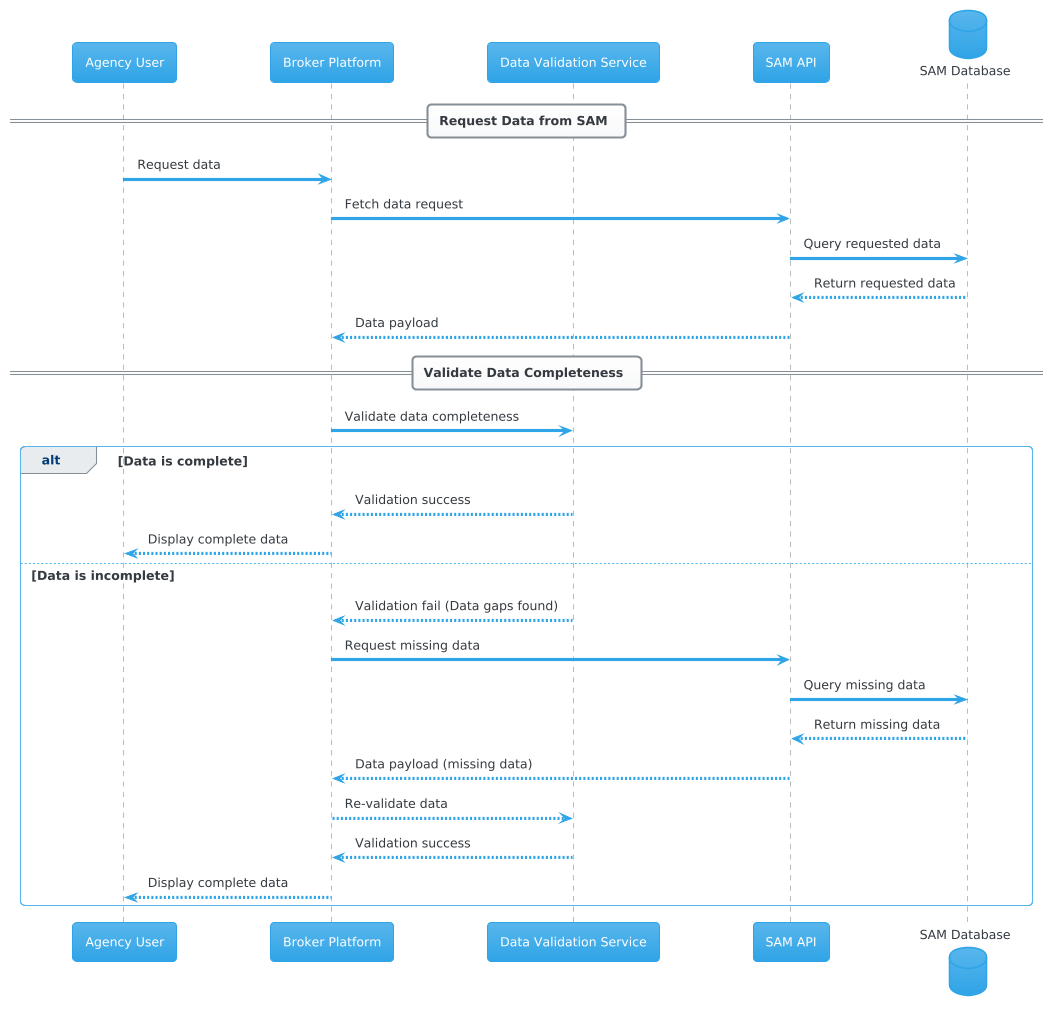 Agency User
Broker Platform
Data Validation Service
SAM API
SAM Database
Request Data from SAM
Request data
Fetch data request
Query requested data
Return requested data
Data payload
Validate Data Completeness
Validate data completeness
alt
[Data is complete]
Validation success
Display complete data
[Data is incomplete]
Validation fail (Data gaps found)
Request missing data
Query missing data
Return missing data
Data payload (missing data)
Re-validate data
Validation success
Display complete data
Agency User
Broker Platform
Data Validation Service
SAM API
SAM Database